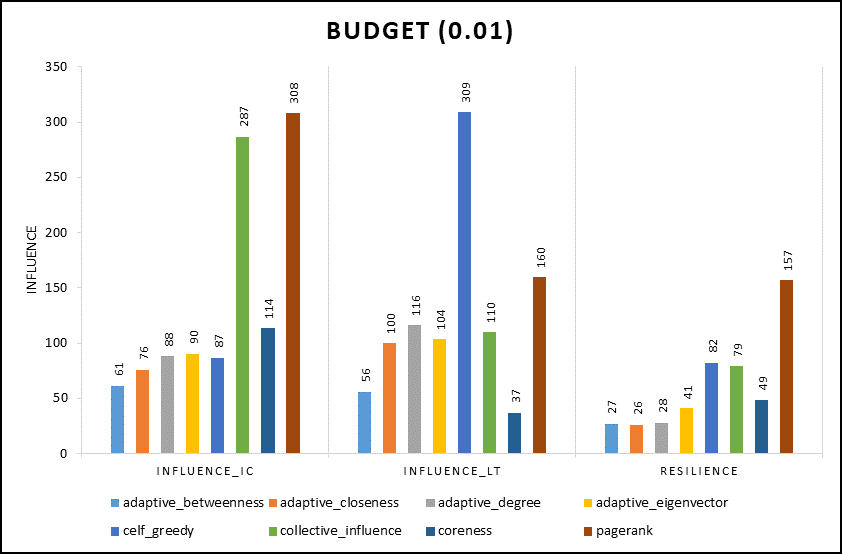 BUDGET (0.01)
INFLUENCE
350
300
250
200
150
100
50
0
61 76 88 90 87 287 114 308
56 100 116 104 309 110 37 160
27 26 28 41 82 79 49 157
INFLUENCE_IC INFLUENCE_LT RESILIENCE
adaptive_betweenness adaptive_closeness adaptive_degree adaptive_eigenvector
celf_greedy collective_influence coreness pagerank